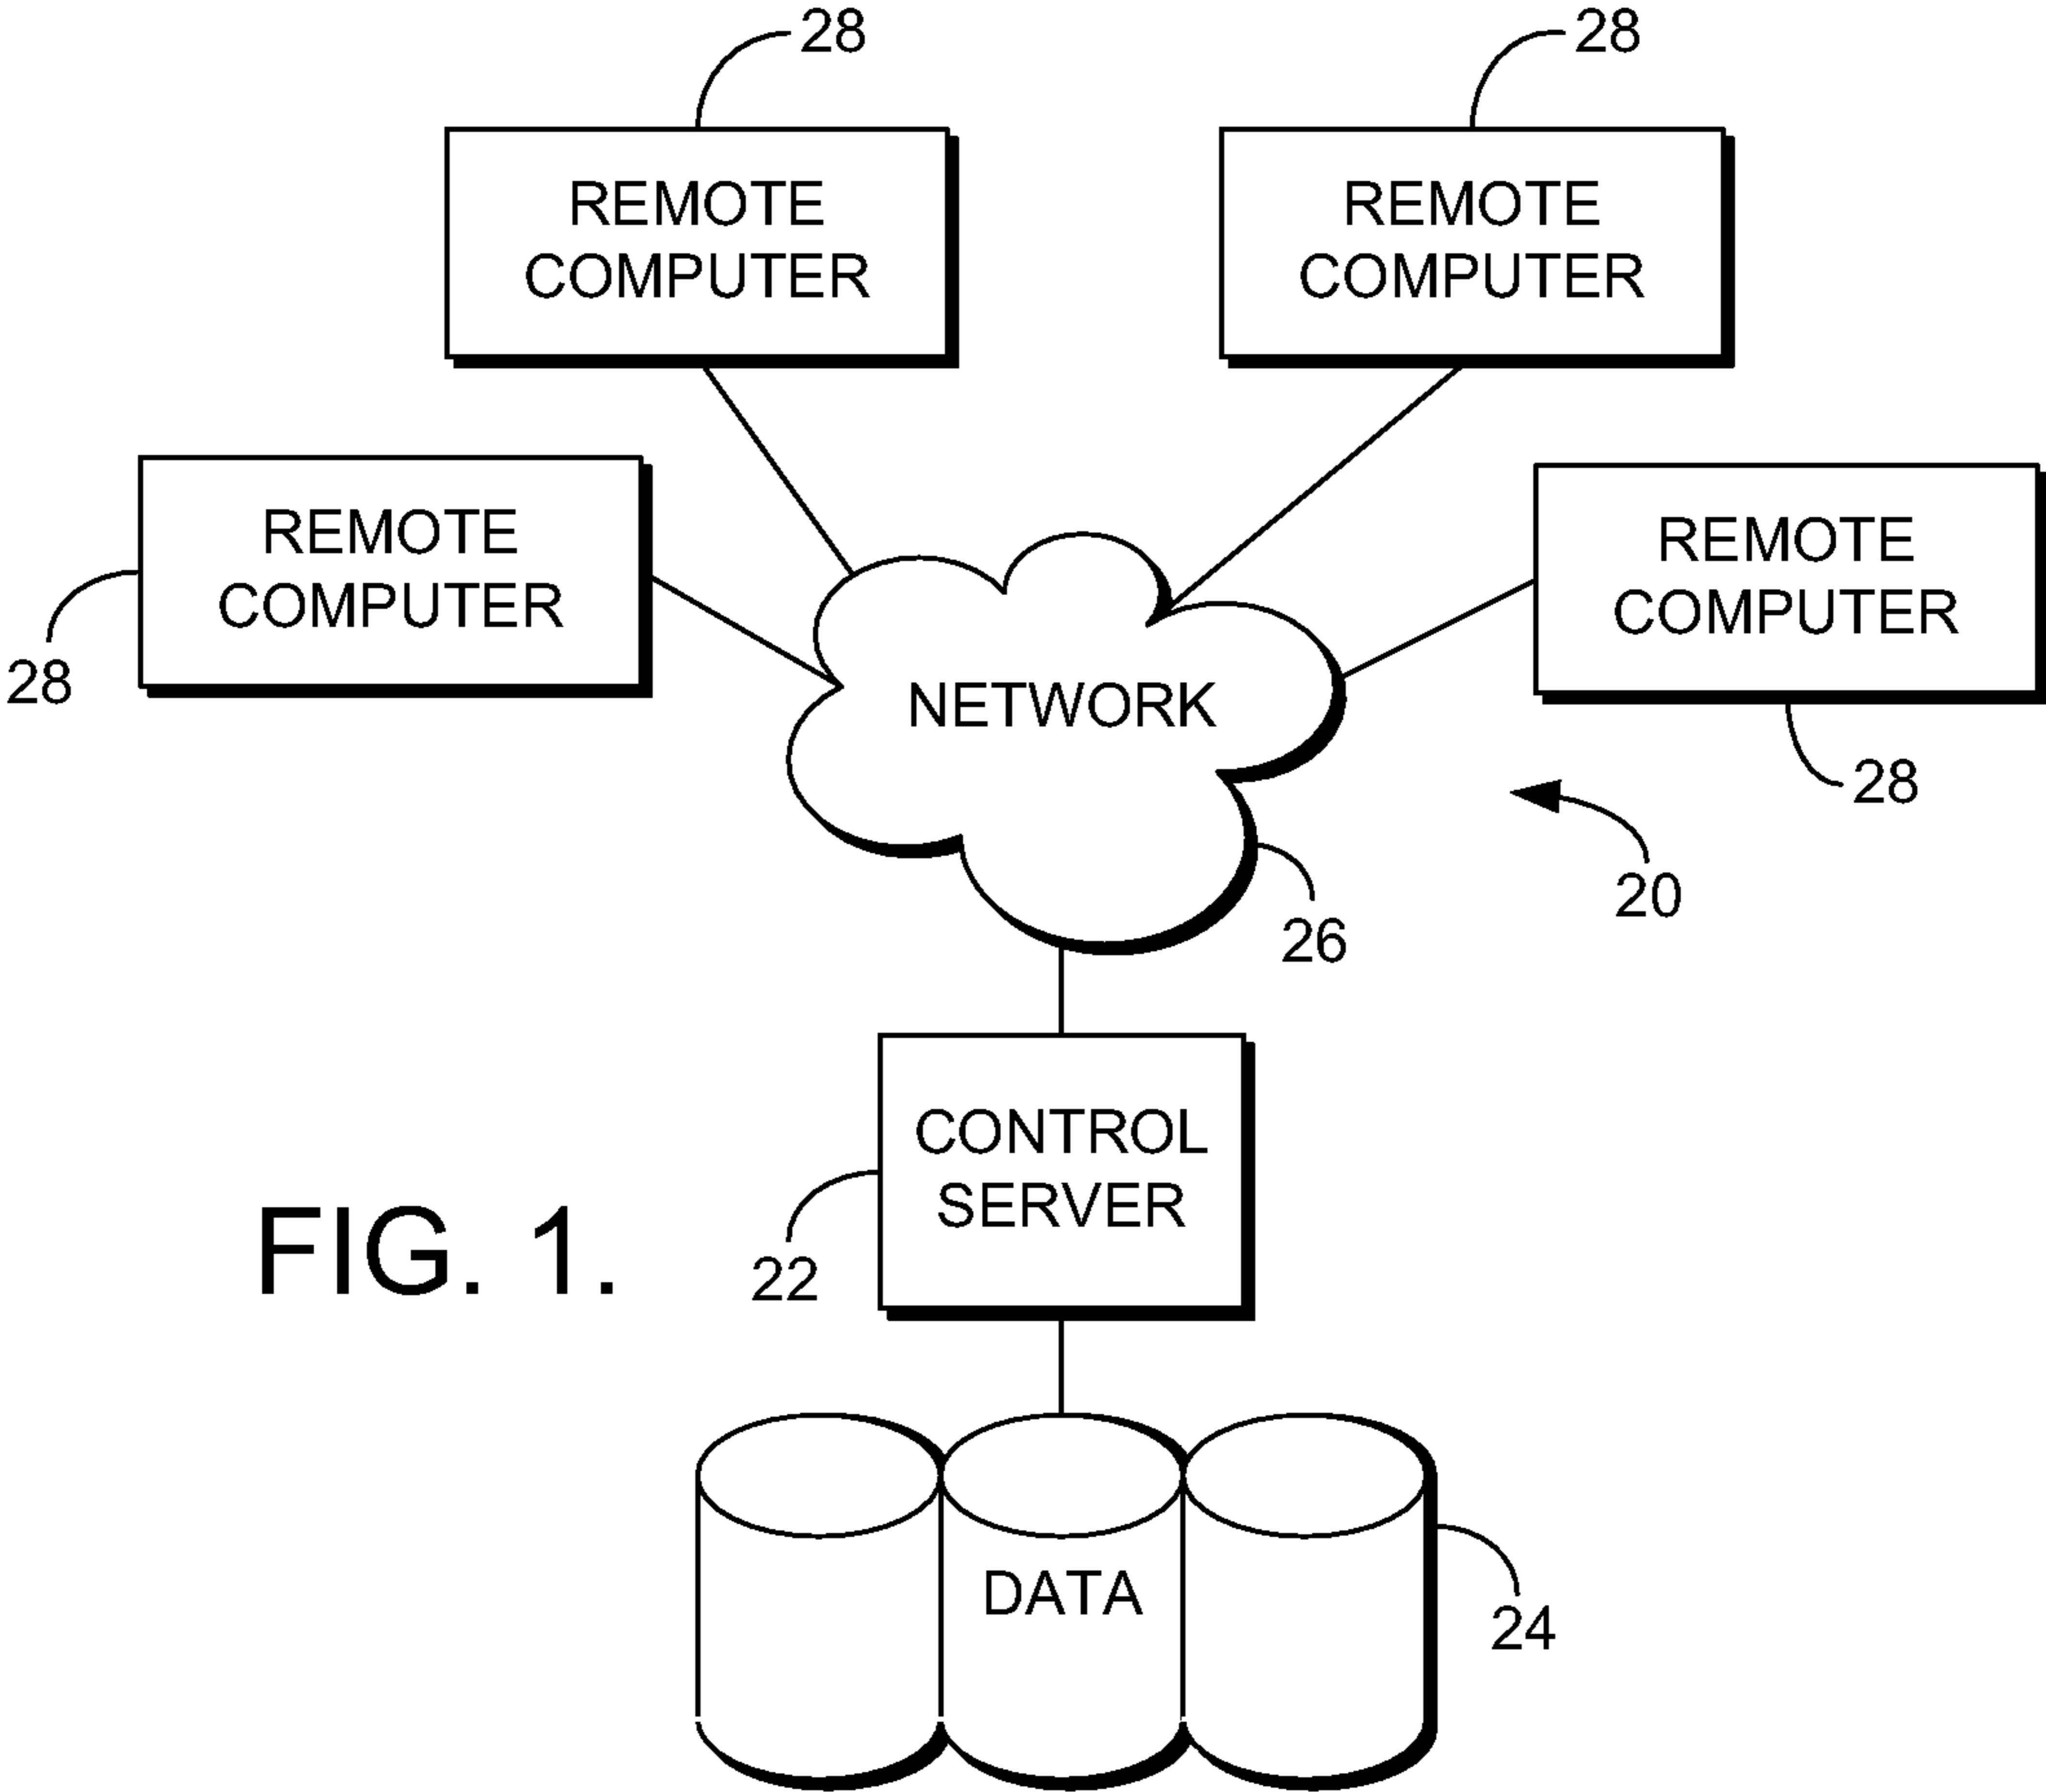 28
28
REMOTE
COMPUTER
REMOTE
COMPUTER
REMOTE
COMPUTER
28
REMOTE
COMPUTER
28
NETWORK
20
26
CONTROL
SERVER
22
FIG. 1.
DATA
24